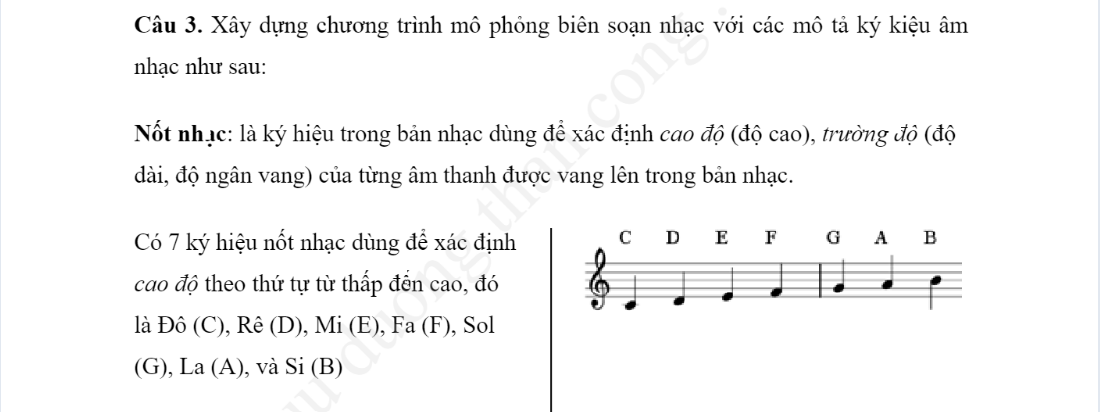 Câu 3. Xây dựng chương trình mô phỏng biên soạn nhạc với các mô tả ký kiệu âm
nhạc như sau:
Nốt nhạc: là ký hiệu trong bản nhạc dùng để xác định cao độ (độ cao), trường độ (độ
dài, độ ngân vang) của từng âm thanh được vang lên trong bản nhạc.
Có 7 ký hiệu nốt nhạc dùng để xác định
cao độ theo thứ tự từ thấp đến cao, đó
là Đô (C), Rê (D), Mi (E), Fa (F), Sol
(G), La (A), và Si (B)
C D E F G A B